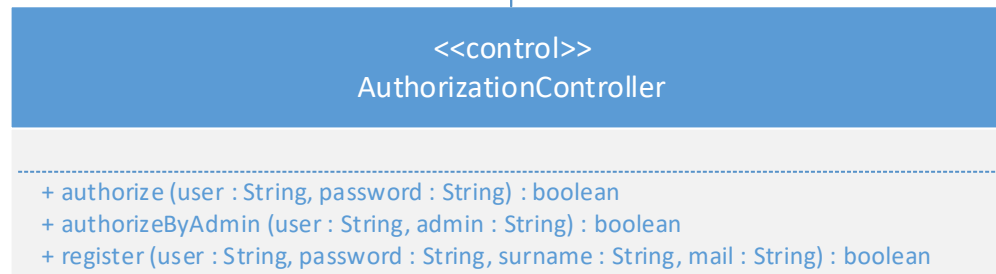 <<control>>
AuthorizationController
+ authorize (user : String, password : String) : boolean
+ authorizeByAdmin (user : String, admin : String) : boolean
+ register (user : String, password : String, surname : String, mail : String) : boolean